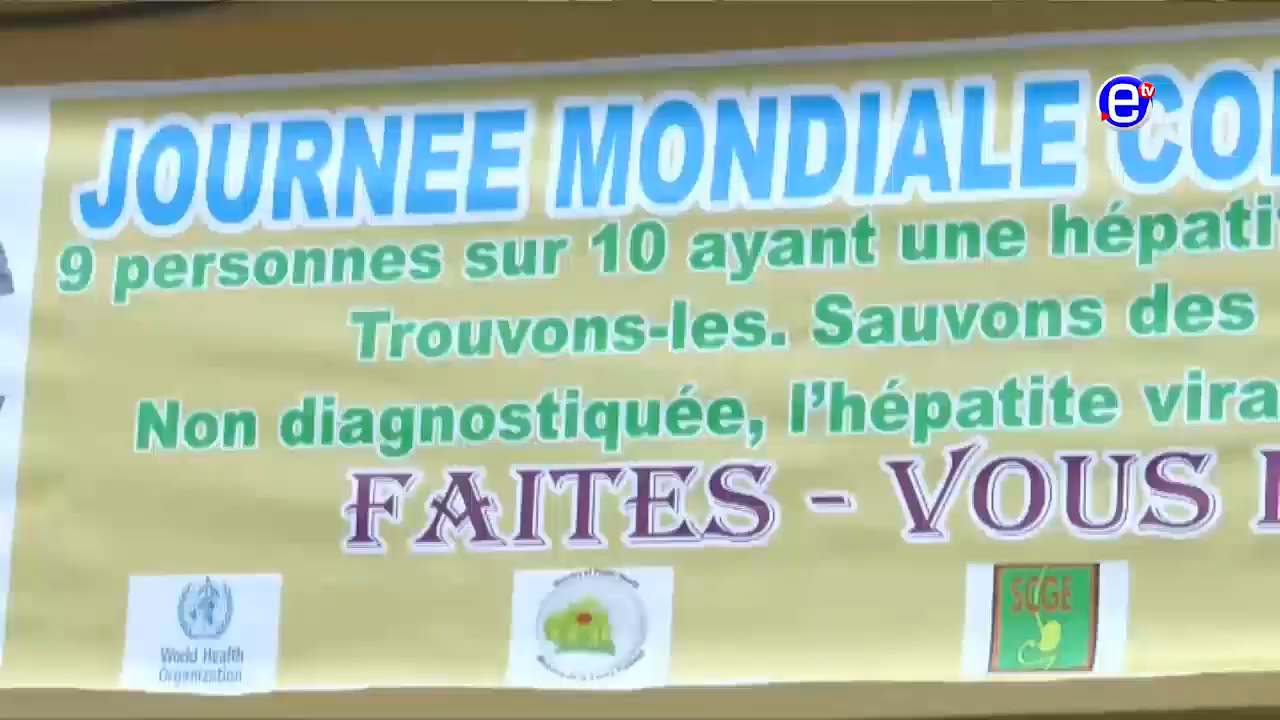 e tv
JOURNEE MONDIALE CO
9 personnes sur 10 ayant une hépati
Trouvons-les. Sauvons des
Non diagnostiquée, l'hépatite vira
FAITES - VOUS
World Health
Organization
SCGE